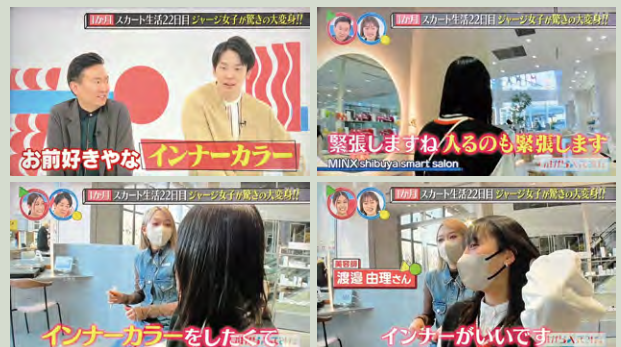 1か月 スカート生活22日目 ジャージ女子が驚きの大変身!!
お前好きやな インナーカラー
1か月 スカート生活22日目 ジャージ女子が驚きの大変身!!
緊張しますね 入るのも緊張します
MINX shibuya smart salon
1か月 スカート生活22日目 ジャージ女子が驚きの大変身!!
インナーカラーをしたくて
1か月 スカート生活22日目 ジャージ女子が驚きの大変身!!
美容師
渡邉 由理さん
インナーがいいです